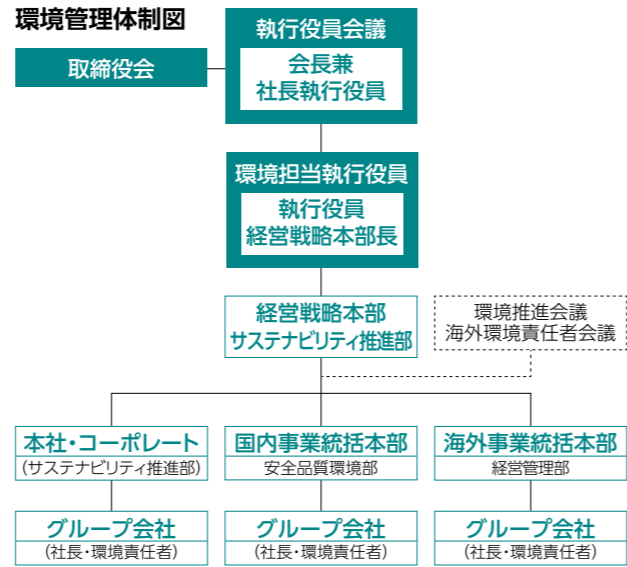 環境管理体制図
取締役会
執行役員会議
会長兼
社長執行役員
環境担当執行役員
執行役員
経営戦略本部長
経営戦略本部
サステナビリティ推進部
環境推進会議
海外環境責任者会議
本社・コーポレート
（サステナビリティ推進部）
国内事業統括本部
安全品質環境部
海外事業統括本部
経営管理部
グループ会社
（社長・環境責任者）
グループ会社
（社長・環境責任者）
グループ会社
（社長・環境責任者）